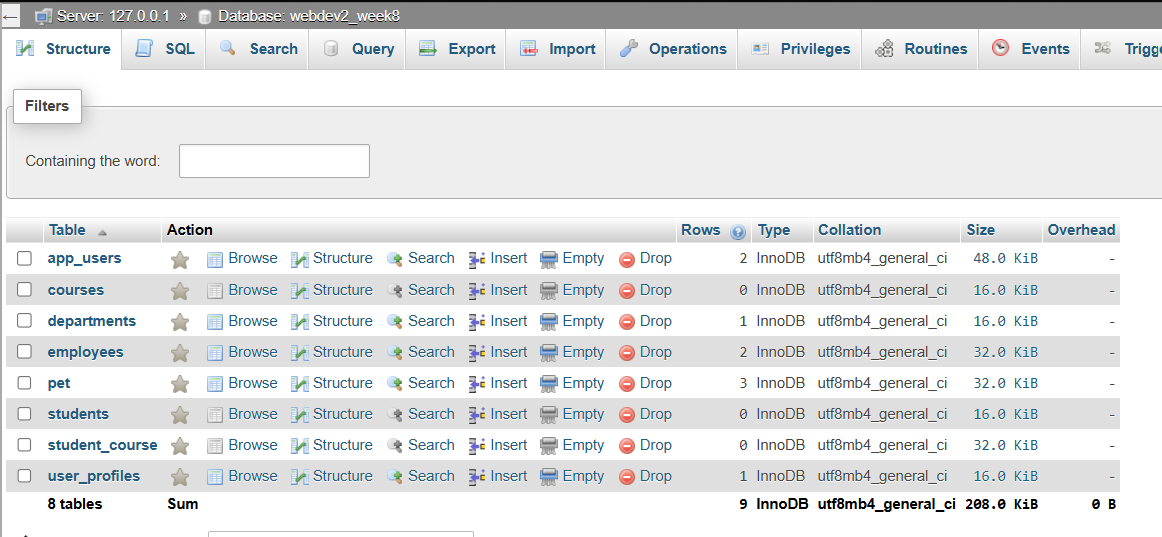 Server: 127.0.0.1 » Database: webdev2_week8
Structure SQL Search Query Export Import Operations Privileges Routines Events Trigge
Filters
Containing the word:
Table Action Rows Type Collation Size Overhead
app_users Browse Structure Search Insert Empty Drop 2 InnoDB utf8mb4_general_ci 48.0 KiB -
courses Browse Structure Search Insert Empty Drop 0 InnoDB utf8mb4_general_ci 16.0 KiB -
departments Browse Structure Search Insert Empty Drop 1 InnoDB utf8mb4_general_ci 16.0 KiB -
employees Browse Structure Search Insert Empty Drop 2 InnoDB utf8mb4_general_ci 32.0 KiB -
pet Browse Structure Search Insert Empty Drop 3 InnoDB utf8mb4_general_ci 32.0 KiB -
students Browse Structure Search Insert Empty Drop 0 InnoDB utf8mb4_general_ci 16.0 KiB -
student_course Browse Structure Search Insert Empty Drop 0 InnoDB utf8mb4_general_ci 32.0 KiB -
user_profiles Browse Structure Search Insert Empty Drop 1 InnoDB utf8mb4_general_ci 16.0 KiB -
8 tables Sum 9 InnoDB utf8mb4_general_ci 208.0 KiB 0 B